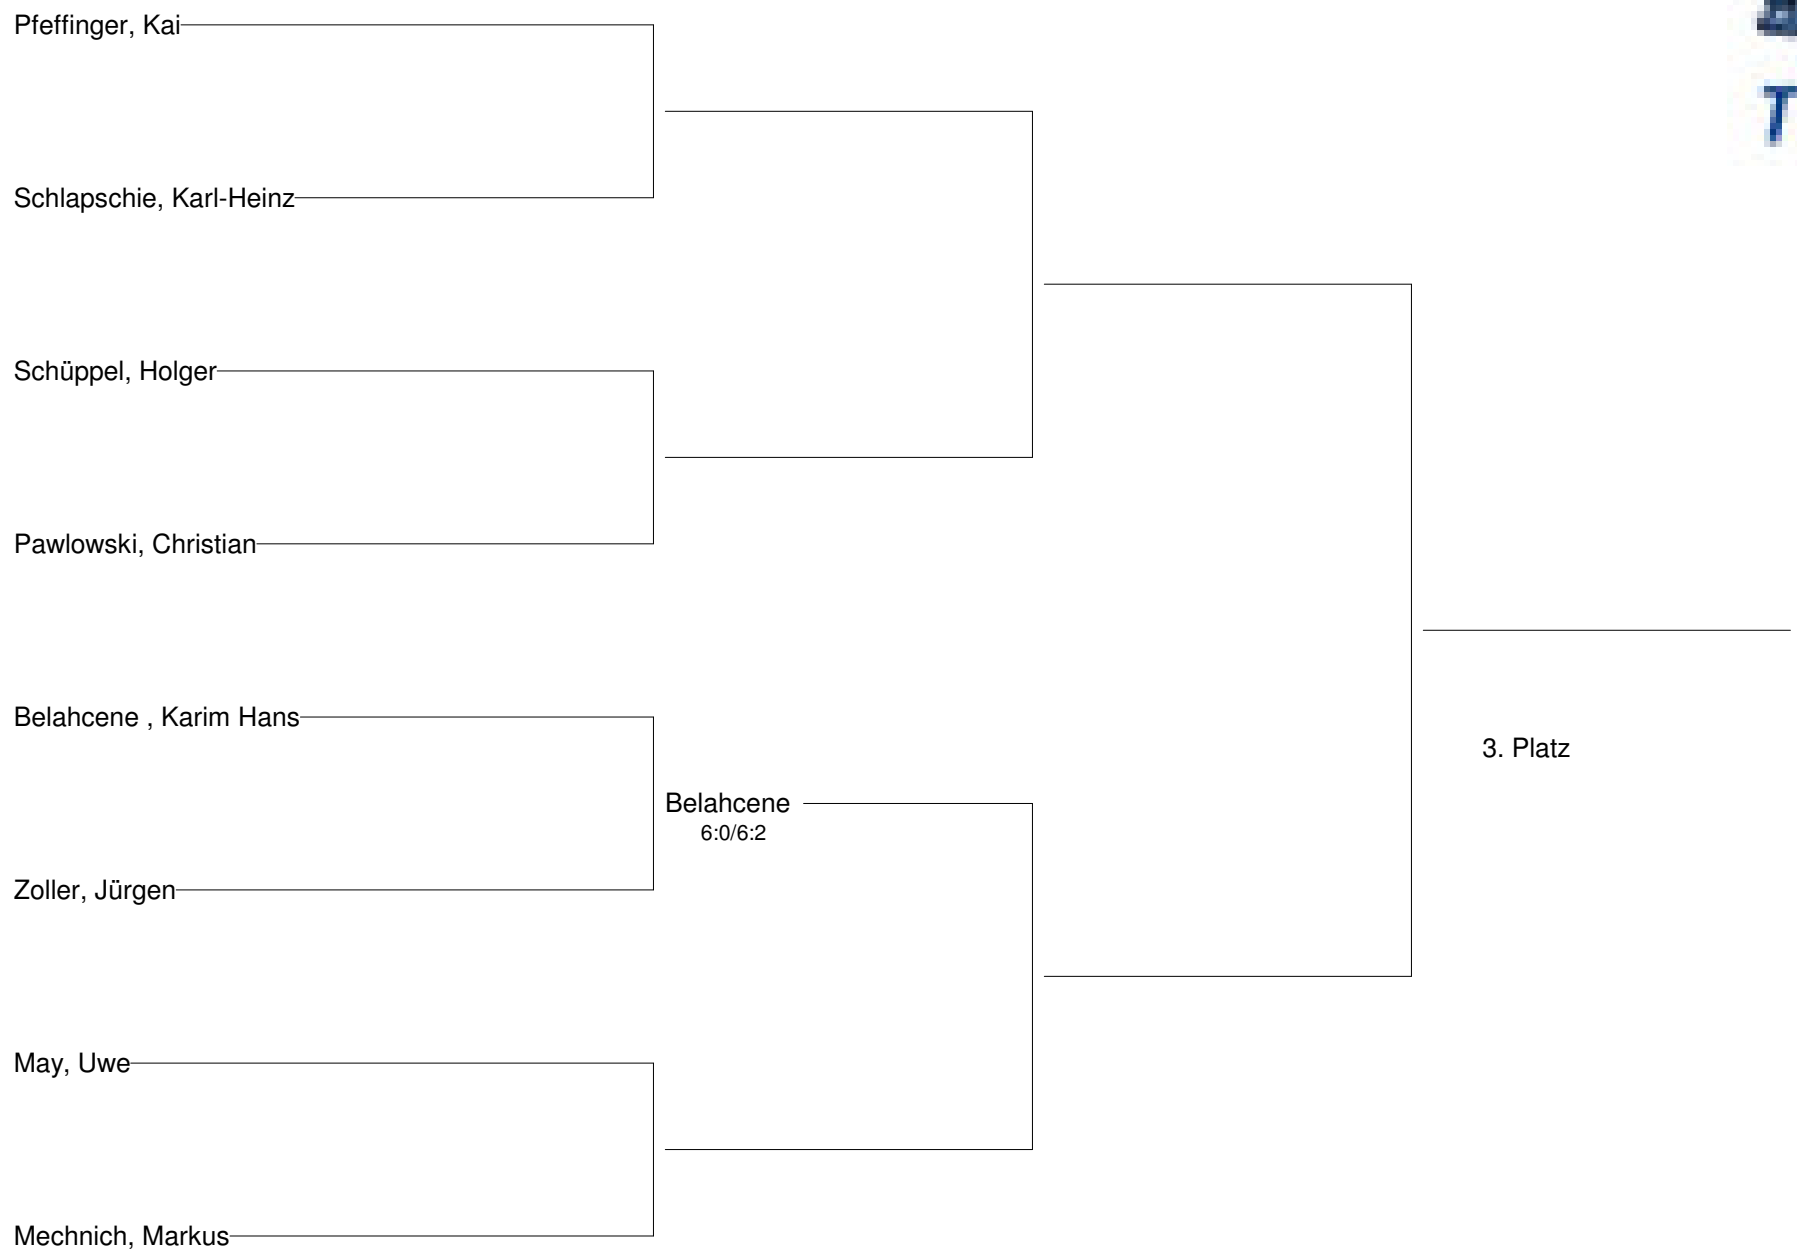 Pfeffinger, Kai
Schlapschie, Karl-Heinz
Schüppel, Holger
Pawlowski, Christian
Belahcene , Karim Hans
3. Platz
Belahcene
6:0/6:2
Zoller, Jürgen
May, Uwe
Mechnich, Markus
T